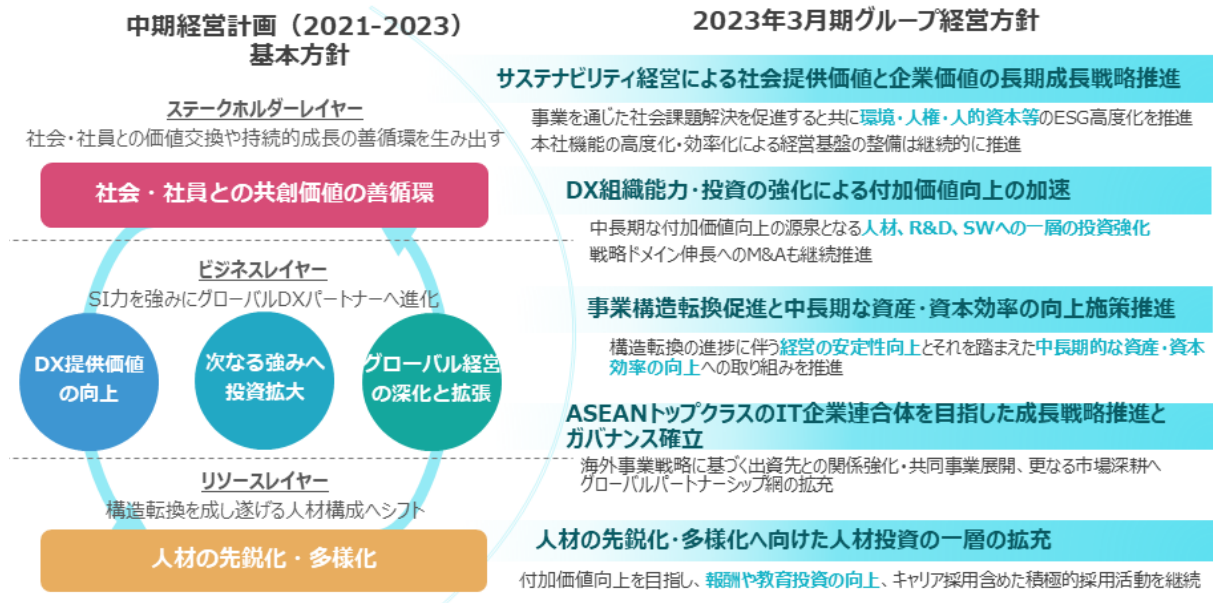 中期経営計画（2021-2023）
基本方針
ステークホルダーレイヤー
社会・社員との価値交換や持続的成長の善循環を生み出す
社会・社員との共創価値の善循環
ビジネスレイヤー
SI力を強みにグローバルDXパートナーへ進化
DX提供価値
の向上
次なる強みへ
投資拡大
グローバル経営
の深化と拡張
リソースレイヤー
構造転換を成し遂げる人材構成へシフト
人材の先鋭化・多様化
2023年3月期グループ経営方針
サステナビリティ経営による社会提供価値と企業価値の長期成長戦略推進
事業を通じた社会課題解決を促進すると共に環境・人権・人的資本等のESG高度化を推進
本社機能の高度化・効率化による経営基盤の整備は継続的に推進
DX組織能力・投資の強化による付加価値向上の加速
中長期な付加価値向上の源泉となる人材、R&D、SWへの一層の投資強化
戦略ドメイン伸長へのM&Aも継続推進
事業構造転換促進と中長期な資産・資本効率の向上施策推進
構造転換の進捗に伴う経営の安定性向上とそれを踏まえた中長期的な資産・資本
効率の向上への取り組みを推進
ASEANトップクラスのIT企業連合体を目指した成長戦略推進と
ガバナンス確立
海外事業戦略に基づく出資先との関係強化・共同事業展開、更なる市場深耕へ
グローバルパートナーシップ網の拡充
人材の先鋭化・多様化へ向けた人材投資の一層の拡充
付加価値向上を目指し、報酬や教育投資の向上、キャリア採用含めた積極的採用活動を継続